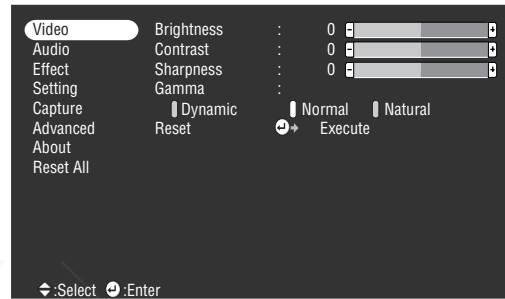 Video Brightness : 0 - +
Audio Contrast : 0 - +
Effect Sharpness : 0 - +
Setting Gamma :
Capture Dynamic Normal Natural
Advanced Reset Execute
About
Reset All
:Select :Enter